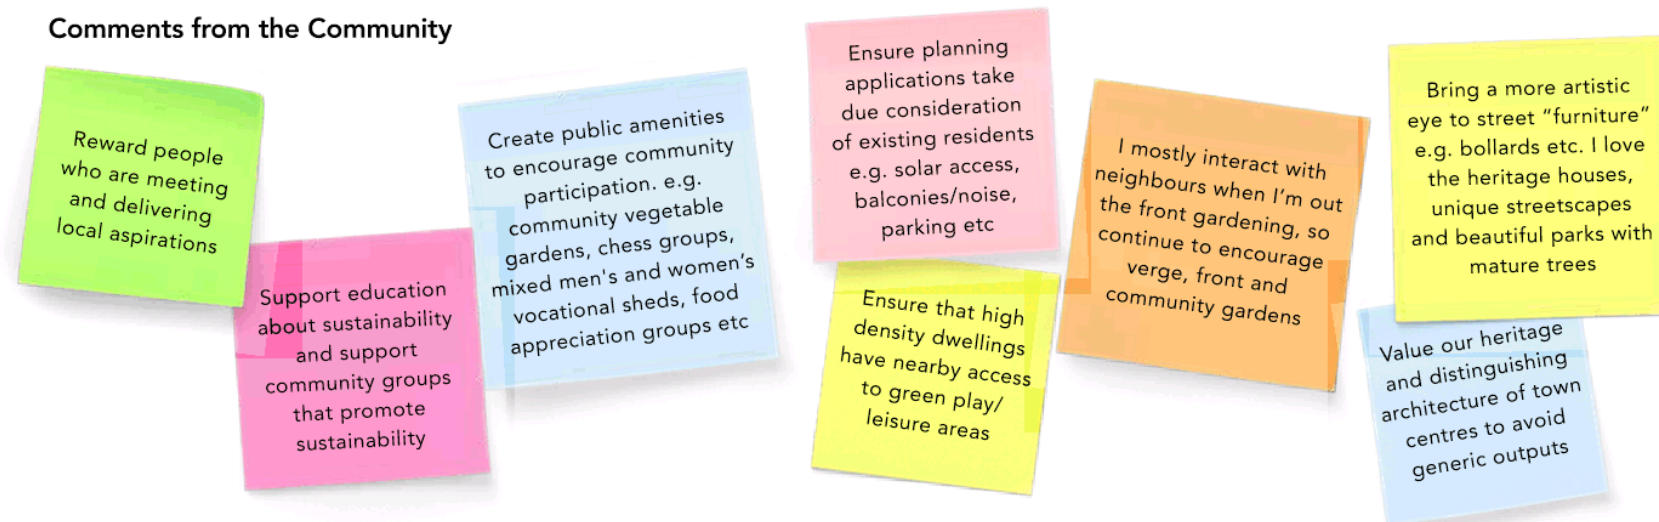 Comments from the Community
Reward people
who are meeting
and delivering
local aspirations
Support education
about sustainability
and support
community groups
that promote
sustainability
Create public amenities
to encourage community
participation. e.g.
community vegetable
gardens, chess groups,
mixed men's and women’s
vocational sheds, food
appreciation groups etc
Ensure planning
applications take
due consideration
of existing residents
e.g. solar access,
balconies/noise,
parking etc
Ensure that high
density dwellings
have nearby access
to green play/
leisure areas
I mostly interact with
neighbours when I’m out
the front gardening, so
continue to encourage
verge, front and
community gardens
Bring a more artistic
eye to street “furniture”
e.g. bollards etc. I love
the heritage houses,
unique streetscapes
and beautiful parks with
mature trees
Value our heritage
and distinguishing
architecture of town
centres to avoid
generic outputs